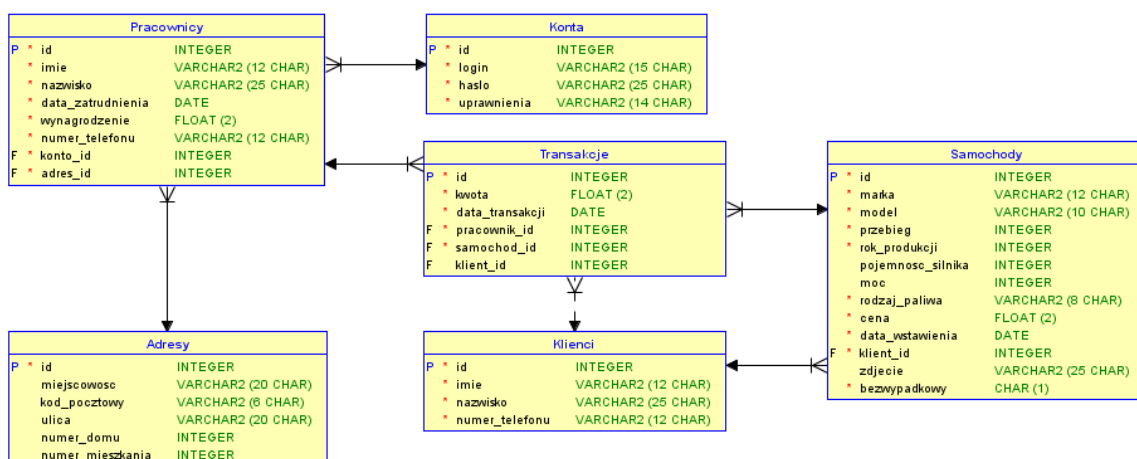 Pracownicy
P * id INTEGER
* imie VARCHAR2 (12 CHAR)
* nazwisko VARCHAR2 (25 CHAR)
* data_zatrudnienia DATE
* wynagrodzenie FLOAT (2)
* numer_telefonu VARCHAR2 (12 CHAR)
F * konto_id INTEGER
F * adres_id INTEGER
Konta
P * id INTEGER
* login VARCHAR2 (15 CHAR)
* haslo VARCHAR2 (25 CHAR)
* uprawnienia VARCHAR2 (14 CHAR)
Transakcje
P * id INTEGER
* kwota FLOAT (2)
* data_transakcji DATE
F * pracownik_id INTEGER
F * samochod_id INTEGER
F klient_id INTEGER
Samochody
P * id INTEGER
* marka VARCHAR2 (12 CHAR)
* model VARCHAR2 (10 CHAR)
* przebieg INTEGER
* rok_produkcji INTEGER
pojemnosc_silnika INTEGER
moc INTEGER
* rodzaj_paliwa VARCHAR2 (8 CHAR)
* cena FLOAT (2)
* data_wstawienia DATE
F * klient_id INTEGER
zdjecie VARCHAR2 (25 CHAR)
* bezwypadkowy CHAR (1)
Adresy
P * id INTEGER
miejscowosc VARCHAR2 (20 CHAR)
kod_pocztowy VARCHAR2 (6 CHAR)
ulica VARCHAR2 (20 CHAR)
numer_domu INTEGER
numer_mieszkania INTEGER
Klienci
P * id INTEGER
* imie VARCHAR2 (12 CHAR)
* nazwisko VARCHAR2 (25 CHAR)
* numer_telefonu VARCHAR2 (12 CHAR)